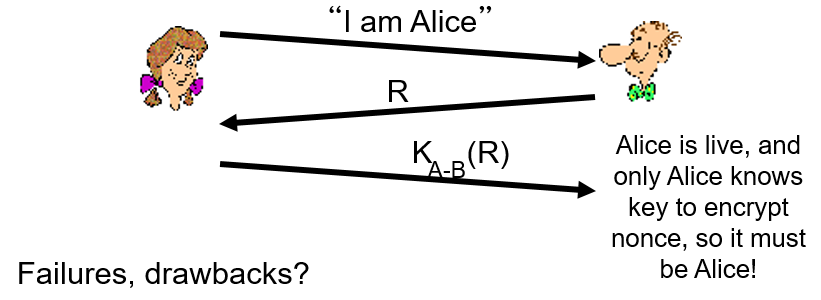 “I am Alice”
R
K_A-B(R)
Alice is live, and
only Alice knows
key to encrypt
nonce, so it must
be Alice!
Failures, drawbacks?